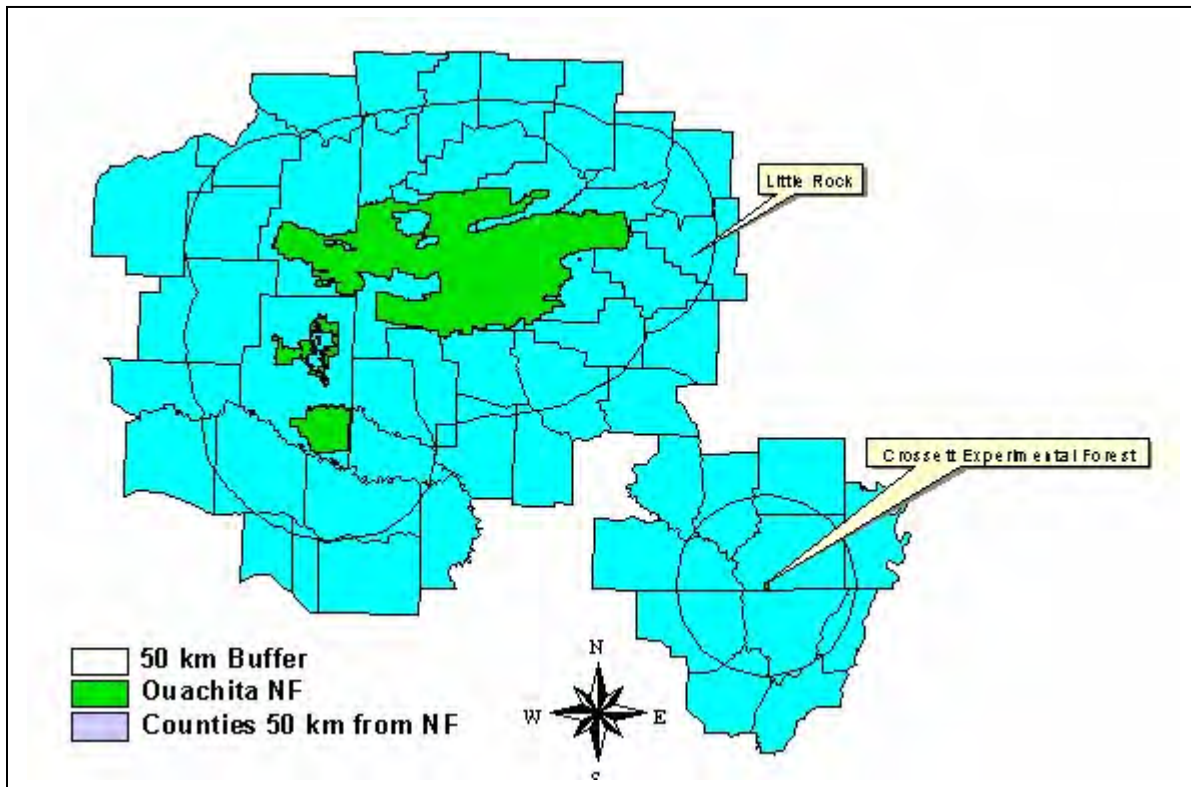 Little Rock
Crossett Experimental Forest
50 km Buffer
Ouachita NF
Counties 50 km from NF
N
W E
S